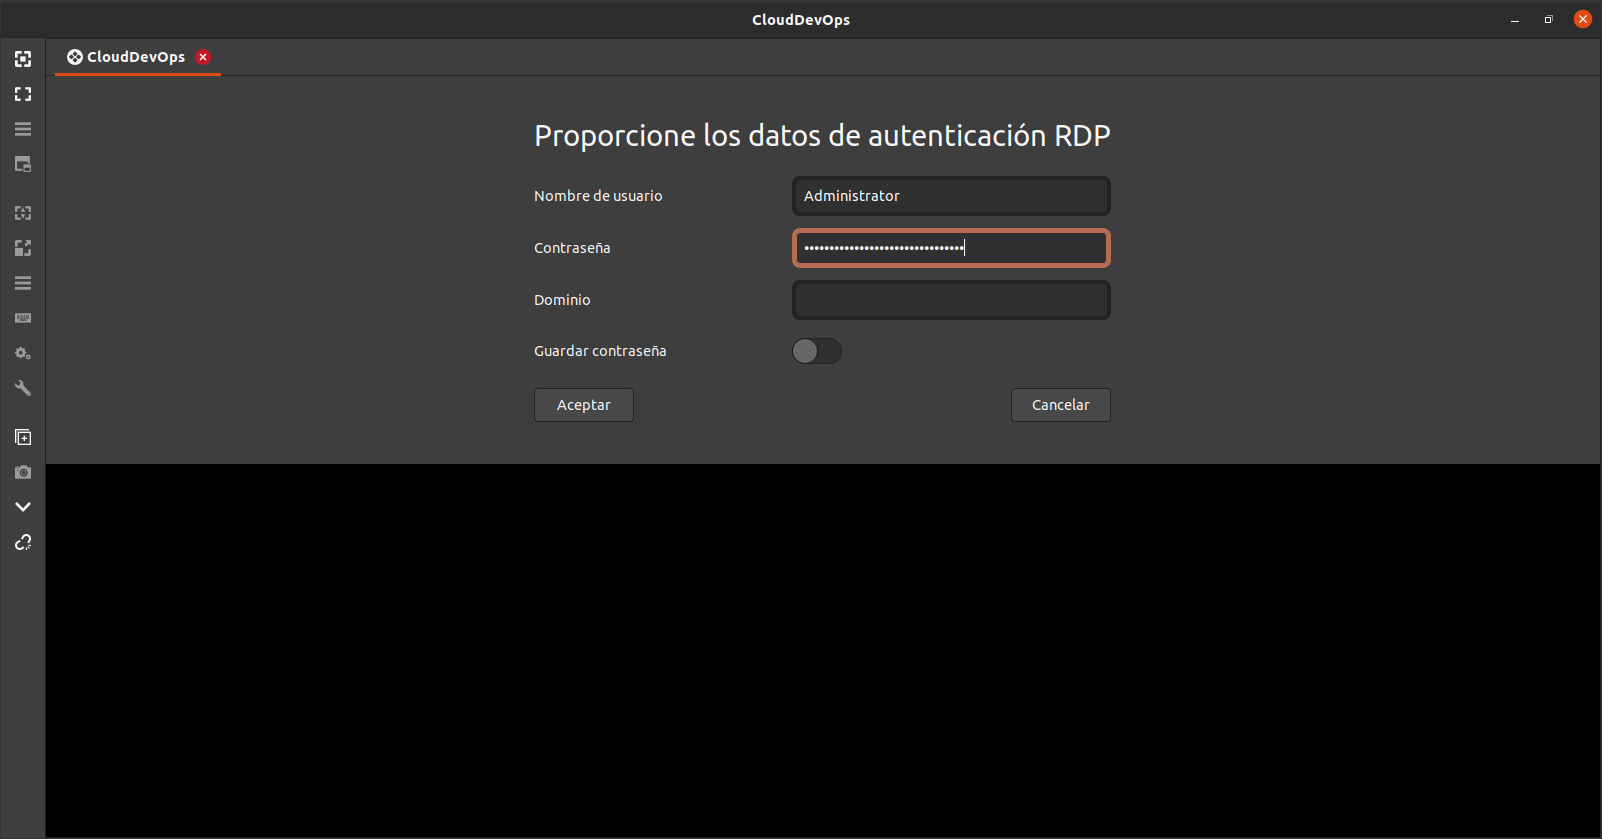 CloudDevOps
CloudDevOps
Proporcione los datos de autenticación RDP
Nombre de usuario Administrator
Contraseña ••••••••••••••••••••••••••••••••
Dominio
Guardar contraseña
Aceptar Cancelar